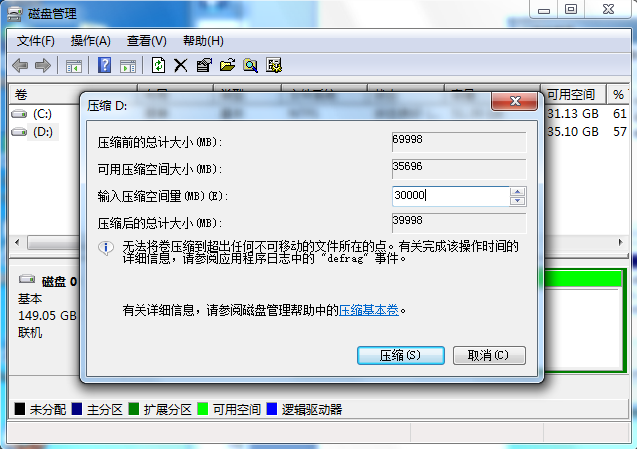 磁盘管理
文件(F) 操作(A) 查看(V) 帮助(H)
卷 可用空间 %
(C:) 31.13 GB 61
(D:) 35.10 GB 57
压缩 D:
压缩前的总计大小(MB): 69998
可用压缩空间大小(MB): 35696
输入压缩空间量(MB)(E): 30000
压缩后的总计大小(MB): 39998
无法将卷压缩到超出任何不可移动的文件所在的点。有关完成该操作时间的
详细信息，请参阅应用程序日志中的 "defrag" 事件。
有关详细信息，请参阅磁盘管理帮助中的压缩基本卷。
压缩(S) 取消(C)
磁盘 0
基本
149.05 GB
联机
未分配 主分区 扩展分区 可用空间 逻辑驱动器